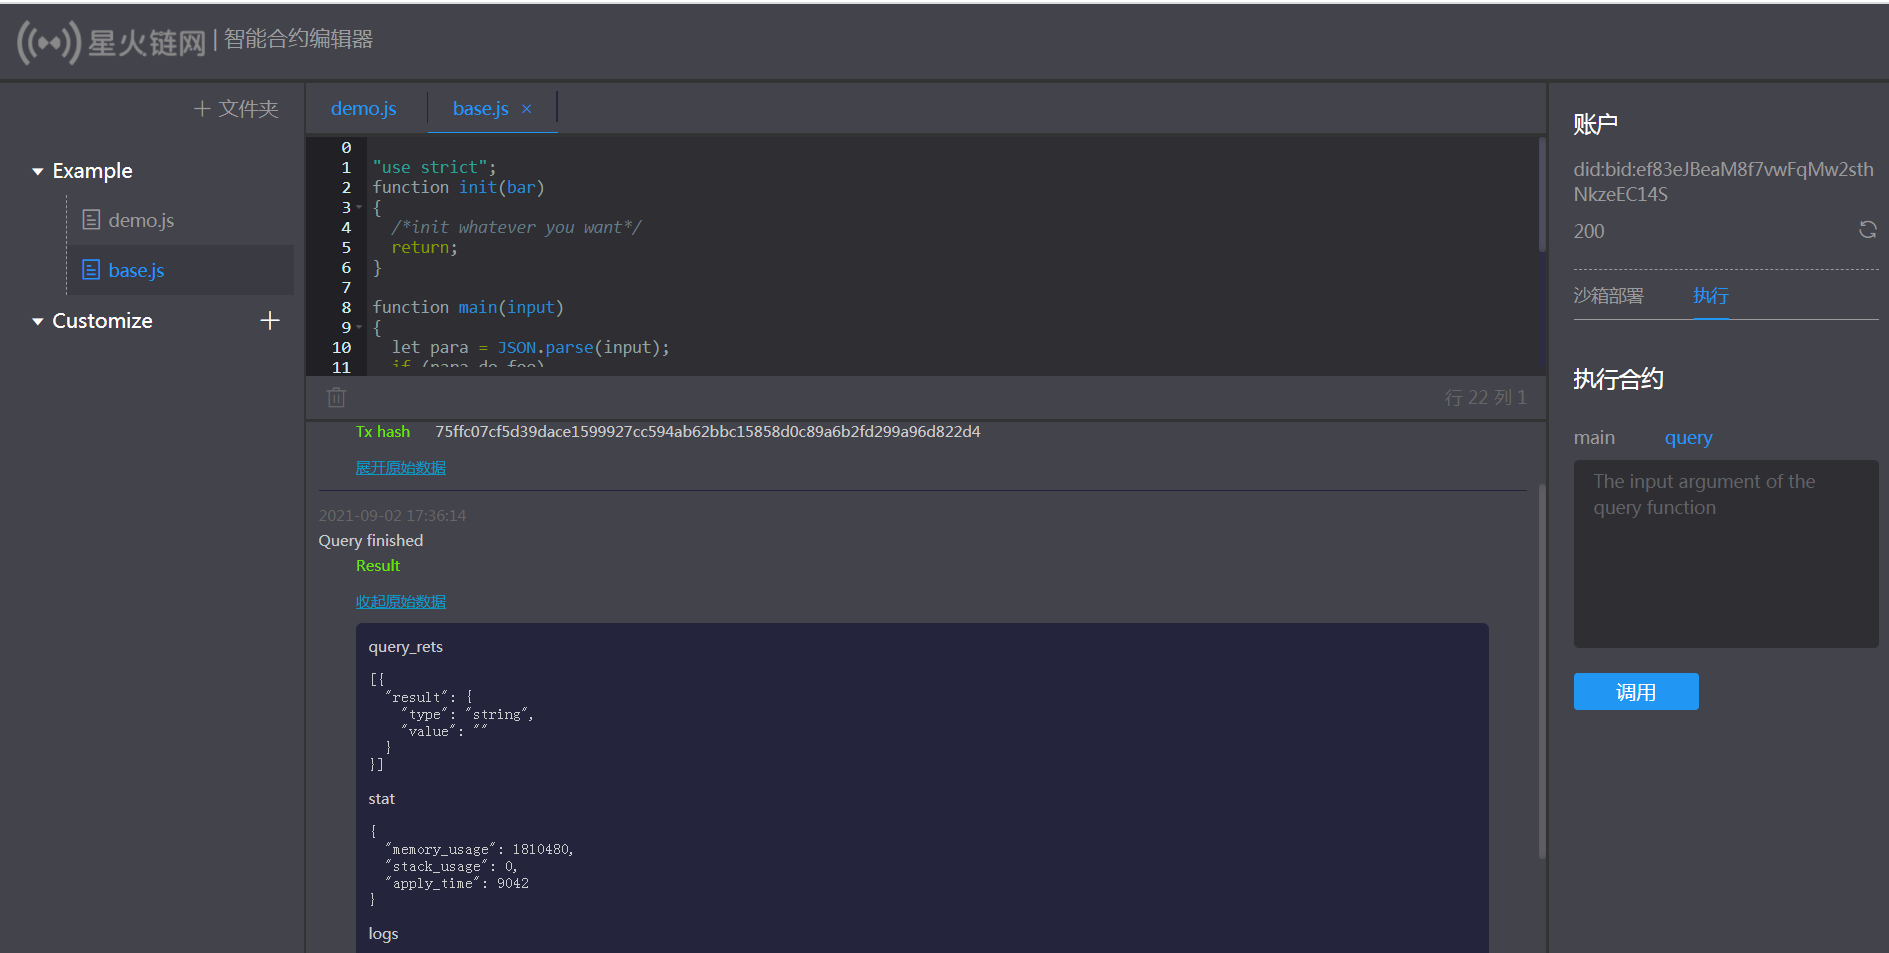 星火链网 | 智能合约编辑器
+ 文件夹
Example
demo.js
base.js
Customize +
demo.js base.js ×
0
1 "use strict";
2 function init(bar)
3 {
4 /*init whatever you want*/
5 return;
6 }
7
8 function main(input)
9 {
10 let para = JSON.parse(input);
11 if (para.do_foo)
行 22 列 1
Tx hash 75ffc07cf5d39dace1599927cc594ab62bbc15858d0c89a6b2fd299a96d822d4
展开原始数据
2021-09-02 17:36:14
Query finished
Result
收起原始数据
query_rets
[{
"result": {
"type": "string",
"value": ""
}
}]
stat
{
"memory_usage": 1810480,
"stack_usage": 0,
"apply_time": 9042
}
logs
账户
did:bid:ef83eJBeaM8f7vwFqMw2sth
NkzeEC14S
200
沙箱部署 执行
执行合约
main query
The input argument of the
query function
调用